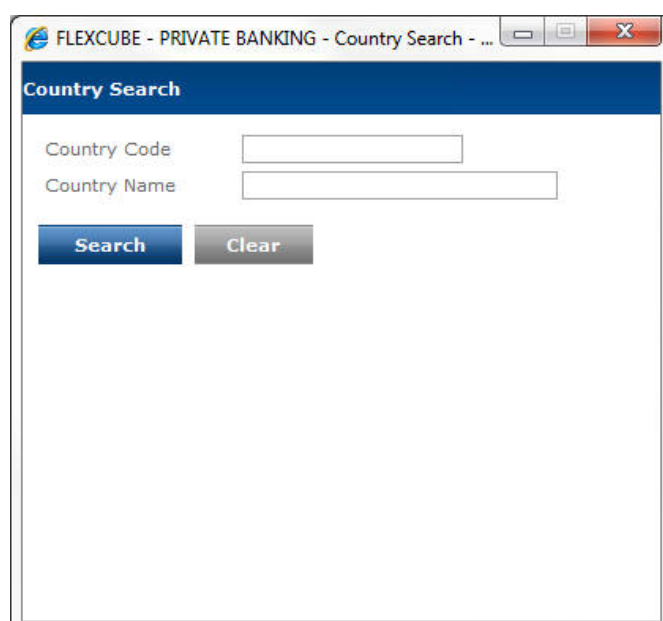 FLEXCUBE - PRIVATE BANKING - Country Search - ...
Country Search
Country Code
Country Name
Search Clear